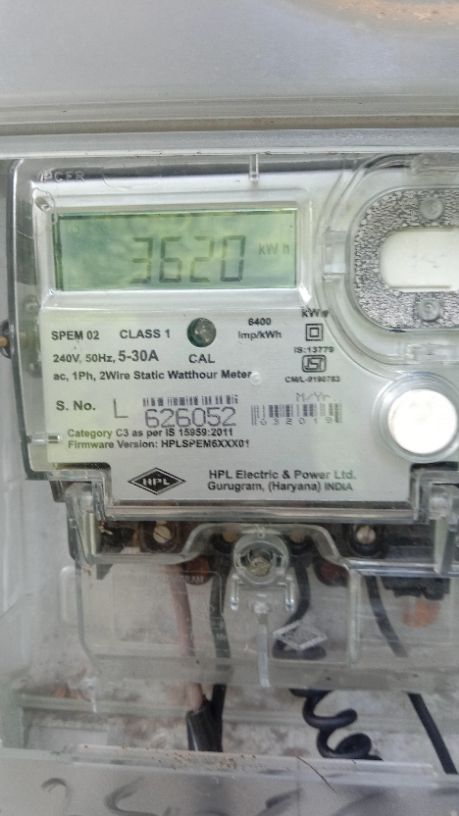 3620 kWh
SPEM 02 CLASS 1
6400
Imp/kWh
240V, 50Hz, 5-30A
CAL
IS:13779
ac, 1Ph, 2Wire Static Watthour Meter
CM/L-9190783
M/Yr
S. No. L 626052
Category C3 as per IS 15959:2011
Firmware Version: HPLSPEM6XXX01
HPL
HPL Electric & Power Ltd.
Gurugram, (Haryana) INDIA